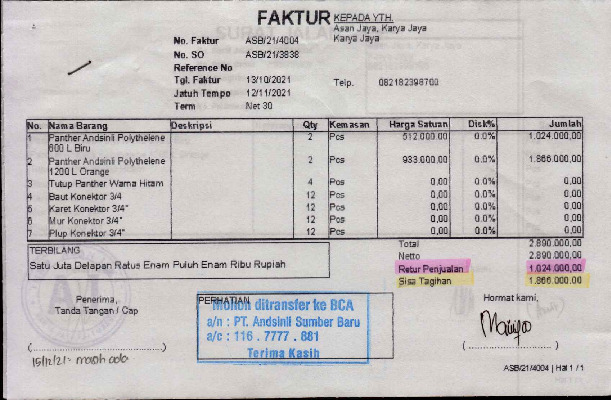 FAKTUR
KEPADA YTH.
Asan Jaya, Karya Jaya
Karya Jaya
No. Faktur ASB/21/4004
No. SO ASB/21/3838
Reference No
Tgl. Faktur 13/10/2021 Telp. 082182398700
Jatuh Tempo 12/11/2021
Term Net 30
No. Nama Barang Deskripsi Qty Kemasan Harga Satuan Disk% Jumlah
1 Panther Andsinli Polythelene 2 Pcs 512.000,00 0.0% 1.024.000,00
600 L Biru
2 Panther Andsinli Polythelene 2 Pcs 933.000,00 0.0% 1.866.000,00
1200 L Orange
3 Tutup Panther Warna Hitam 4 Pcs 0,00 0.0% 0,00
4 Baut Konektor 3/4 12 Pcs 0,00 0.0% 0,00
5 Karet Konektor 3/4" 12 Pcs 0,00 0.0% 0,00
6 Mur Konektor 3/4" 12 Pcs 0,00 0.0% 0,00
7 Plup Konektor 3/4" 12 Pcs 0,00 0.0% 0,00
Total 2.890.000,00
Netto 2.890.000,00
Retur Penjualan 1.024.000,00
Sisa Tagihan 1.866.000,00
TERBILANG
Satu Juta Delapan Ratus Enam Puluh Enam Ribu Rupiah
Penerima,
Tanda Tangan / Cap
PERHATIAN
Mohon ditransfer ke BCA
a/n : PT. Andsinli Sumber Baru
a/c : 116 . 7777 . 881
Terima Kasih
Hormat kami,
(....................)
(....................)
15/12/21 - masih ada
ASB/21/4004 | Hal 1 / 1